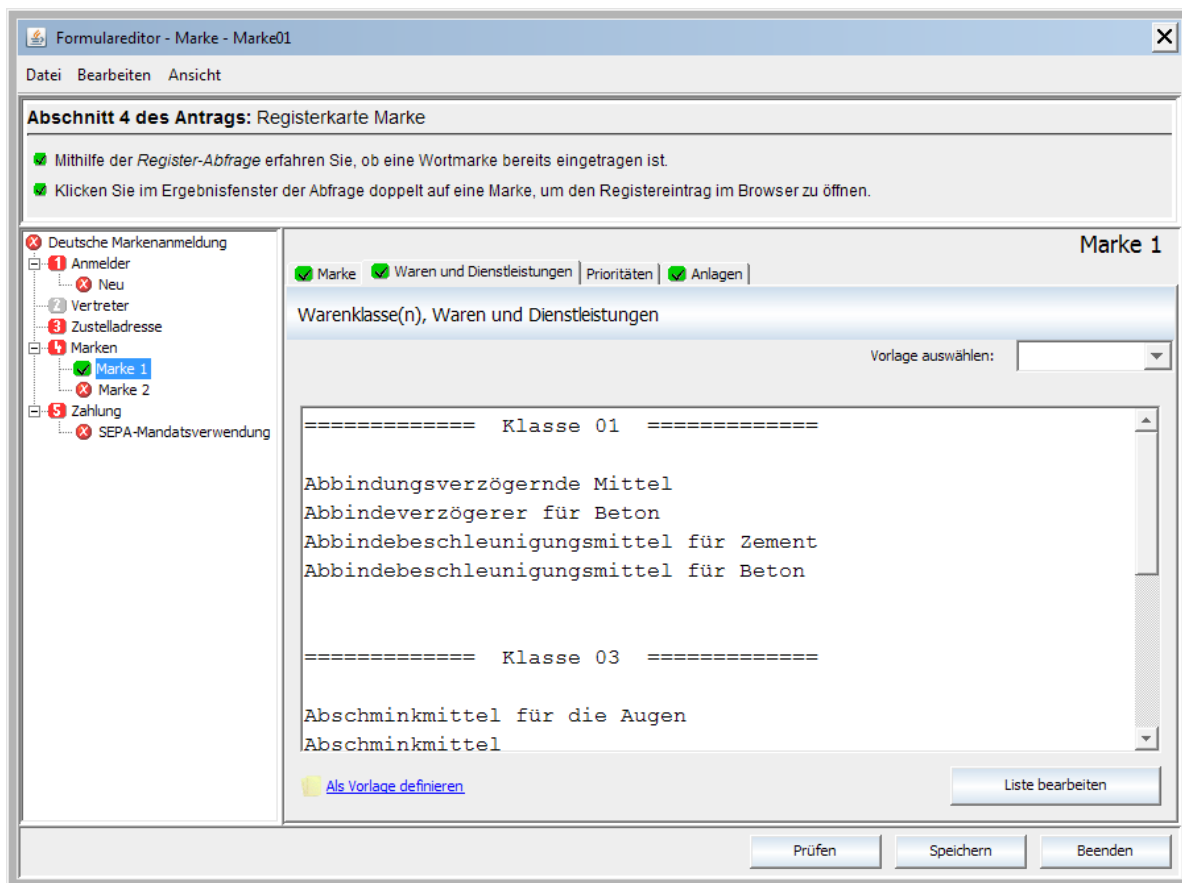 Formulareditor - Marke - Marke01
Datei Bearbeiten Ansicht
Abschnitt 4 des Antrags: Registerkarte Marke
Mithilfe der Register-Abfrage erfahren Sie, ob eine Wortmarke bereits eingetragen ist.
Klicken Sie im Ergebnisfenster der Abfrage doppelt auf eine Marke, um den Registereintrag im Browser zu öffnen.
Deutsche Markenanmeldung
1 Anmelder
Neu
2 Vertreter
3 Zustelladresse
4 Marken
Marke 1
Marke 2
5 Zahlung
SEPA-Mandatsverwendung
Marke 1
Marke Waren und Dienstleistungen Prioritäten Anlagen
Warenklasse(n), Waren und Dienstleistungen
Vorlage auswählen:
============= Klasse 01 =============
Abbindungsverzögernde Mittel
Abbindeverzögerer für Beton
Abbindebeschleunigungsmittel für Zement
Abbindebeschleunigungsmittel für Beton
============= Klasse 03 =============
Abschminkmittel für die Augen
Abschminkmittel
Als Vorlage definieren
Liste bearbeiten
Prüfen Speichern Beenden